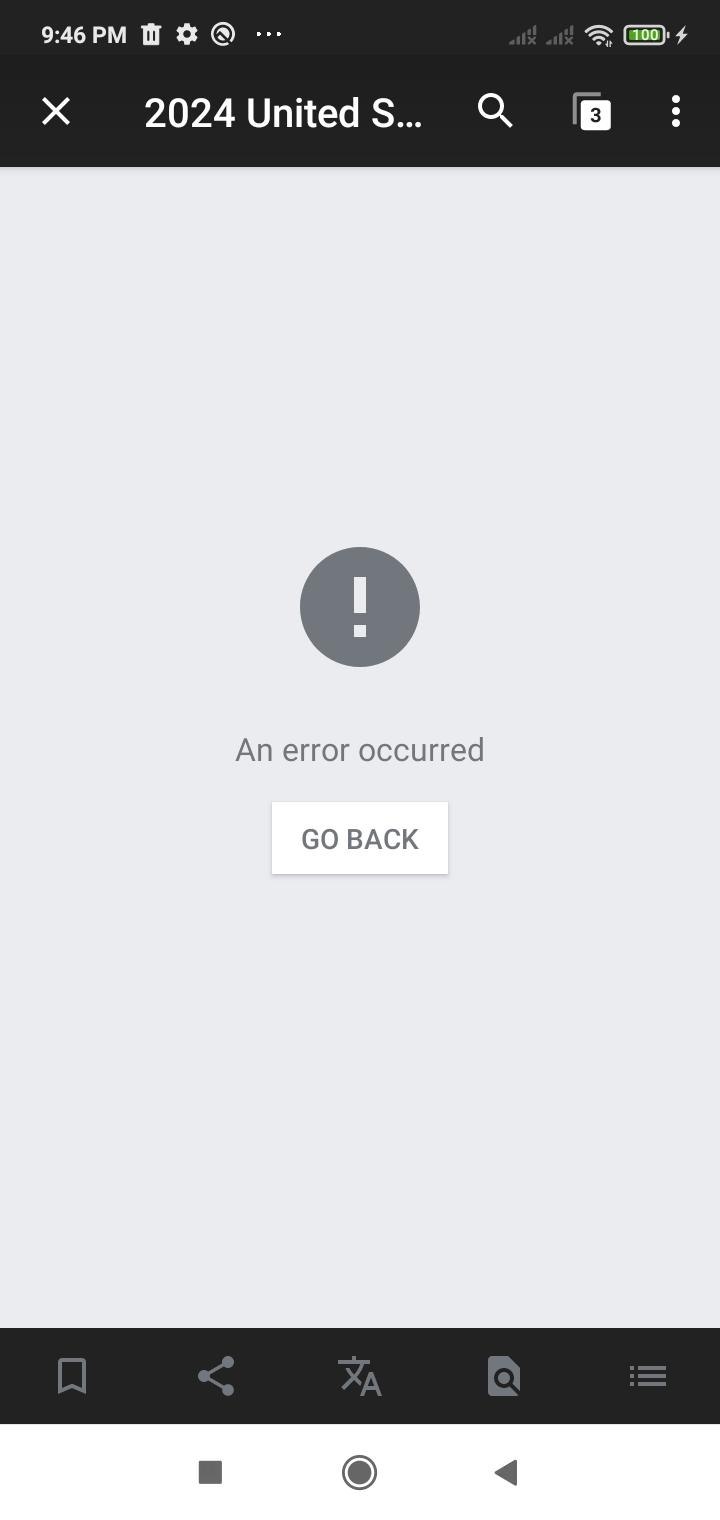 9:46 PM 100
2024 United S... 3
An error occurred
GO BACK